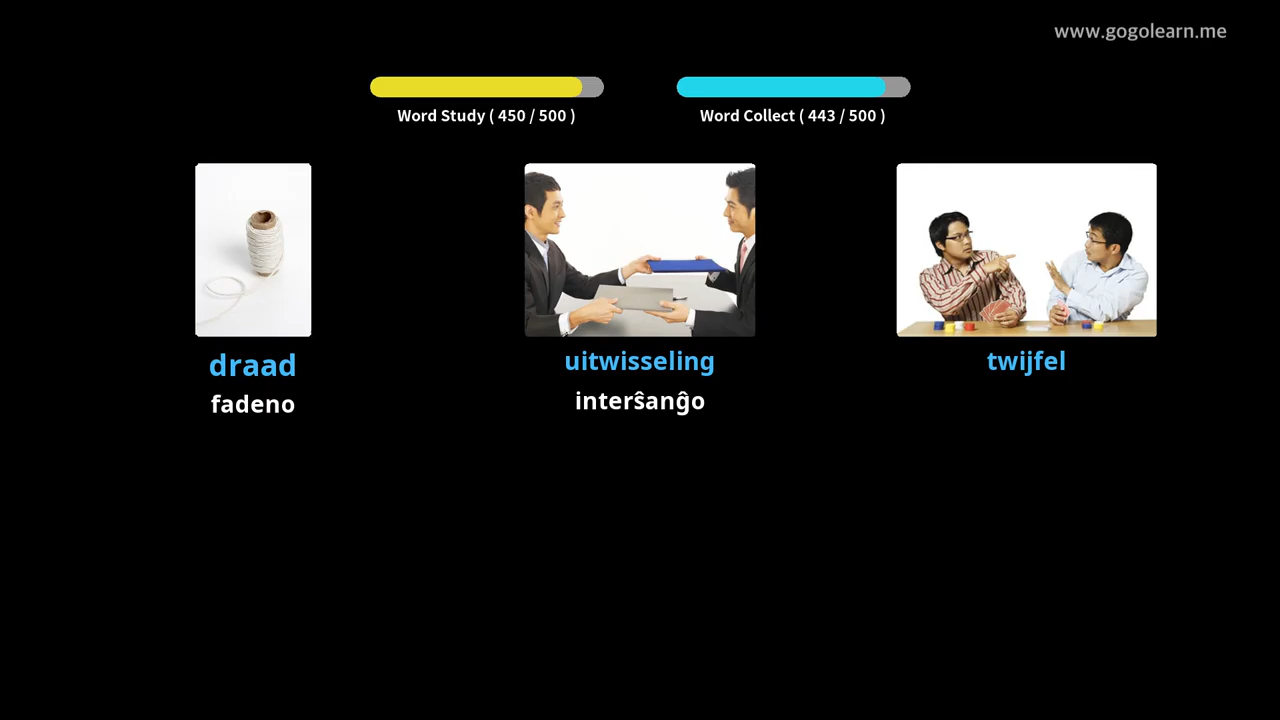 www.gogolearn.me
Word Study ( 450 / 500 )
Word Collect ( 443 / 500 )
draad
fadeno
uitwisseling
interŝanĝo
twijfel